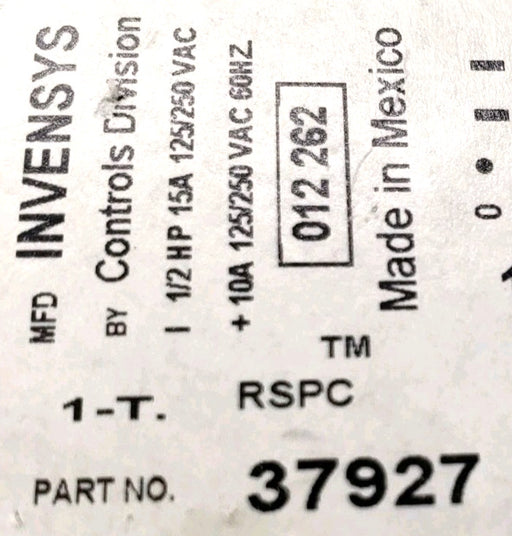 MFD INVENSYS
BY Controls Division
I 1/2 HP 15A 125/250 VAC
+ 10A 125/250 VAC 60HZ
012 262
Made in Mexico
0 •
TM
1-T. RSPC
PART NO. 37927